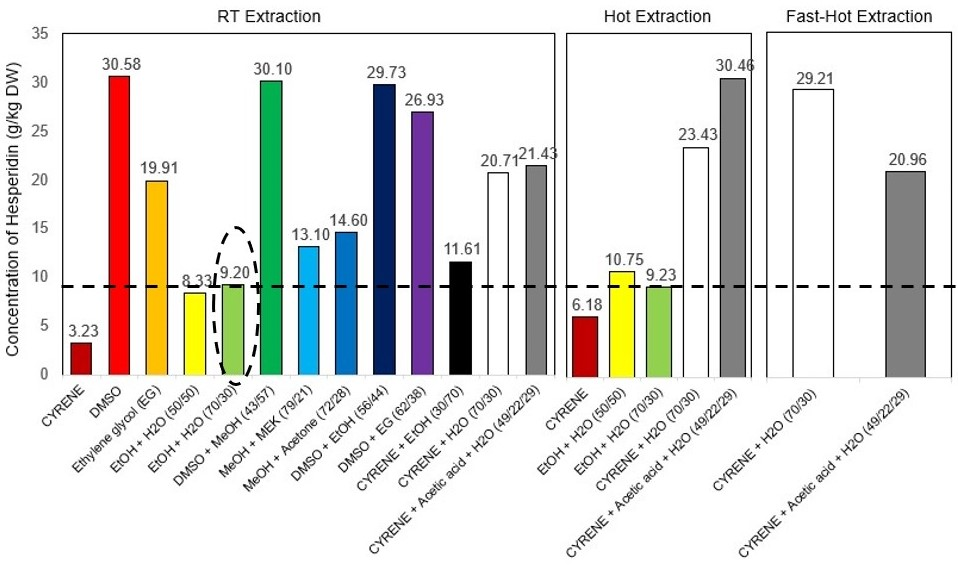 RT Extraction
Hot Extraction
Fast-Hot Extraction
Concentration of Hesperidin (g/kg DW)
35
30
25
20
15
10
5
0
3.23
30.58
19.91
8.33
9.20
30.10
13.10
14.60
29.73
26.93
11.61
20.71
21.43
6.18
10.75
9.23
23.43
30.46
29.21
20.96
CYRENE
DMSO
Ethylene glycol (EG)
EtOH + H2O (50/50)
EtOH + H2O (70/30)
DMSO + MeOH (43/57)
MeOH + MEK (79/21)
MeOH + Acetone (72/28)
DMSO + EtOH (56/44)
DMSO + EG (62/38)
CYRENE + EtOH (30/70)
CYRENE + H2O (70/30)
CYRENE + Acetic acid + H2O (49/22/29)
CYRENE
EtOH + H2O (50/50)
EtOH + H2O (70/30)
CYRENE + H2O (70/30)
CYRENE + Acetic acid + H2O (49/22/29)
CYRENE + H2O (70/30)
CYRENE + Acetic acid + H2O (49/22/29)